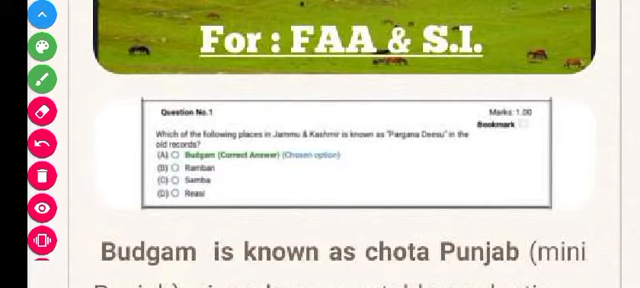 For : FAA & S.I.
Question No.1
Marks: 1.00
Bookmark
Which of the following places in Jammu & Kashmir is known as "Pargana Deesu" in the
old records?
(A) Budgam (Correct Answer) (Chosen option)
(B) Ramban
(C) Samba
(D) Reasi
Budgam is known as chota Punjab (mini